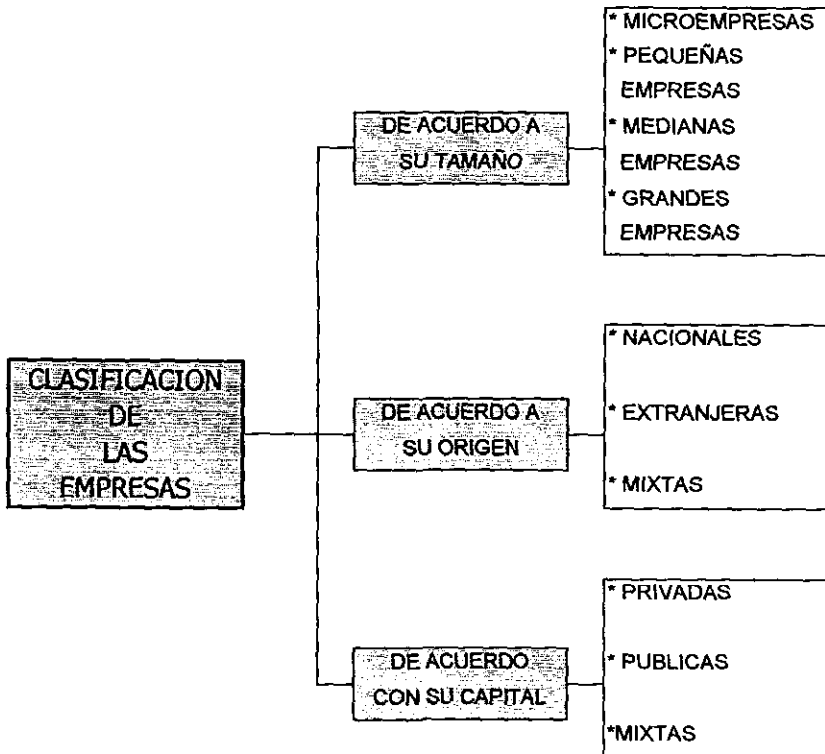 CLASIFICACION
DE
LAS
EMPRESAS
DE ACUERDO A
SU TAMAÑO
* MICROEMPRESAS
* PEQUEÑAS
EMPRESAS
* MEDIANAS
EMPRESAS
* GRANDES
EMPRESAS
DE ACUERDO A
SU ORIGEN
* NACIONALES
* EXTRANJERAS
* MIXTAS
DE ACUERDO
CON SU CAPITAL
* PRIVADAS
* PUBLICAS
*MIXTAS